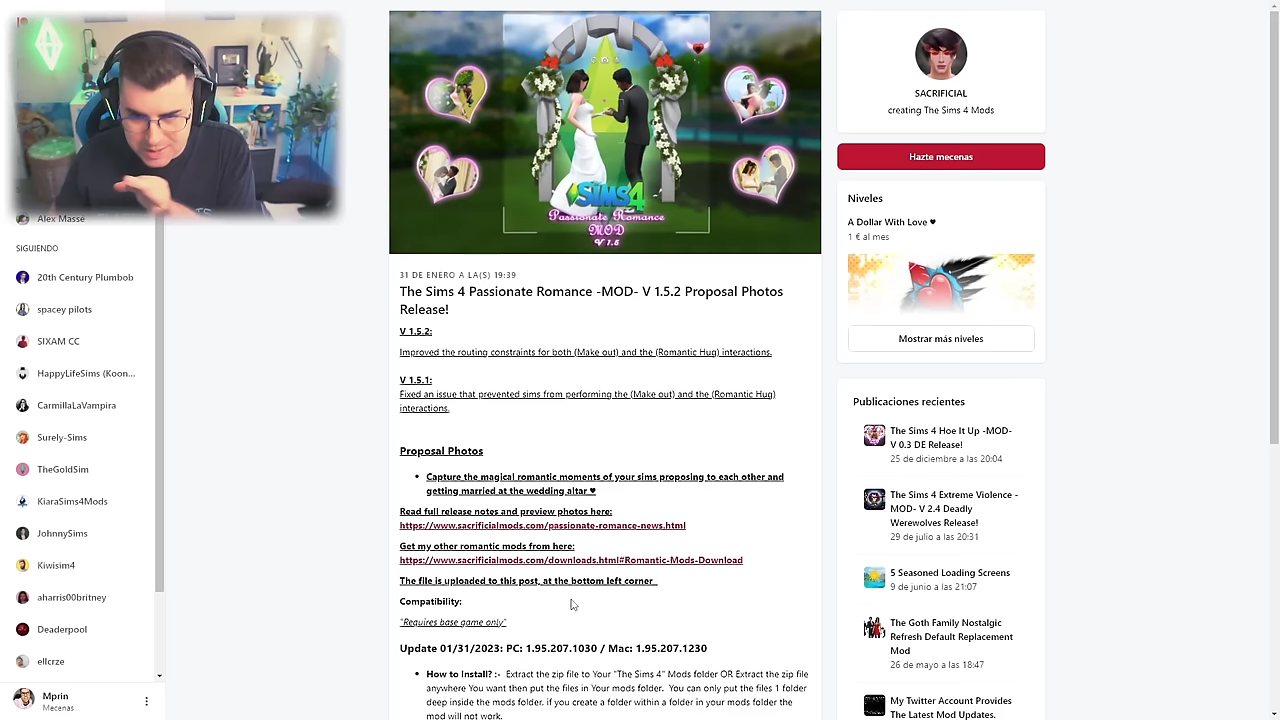 Alex Massé
SIGUIENDO
20th Century Plumbob
spacey pilots
SIXAM CC
HappyLifeSims (Koon...
CarmillaLaVampira
Surely-Sims
TheGoldSim
KiaraSims4Mods
JohnnySims
Kiwisim4
aharris00britney
Deaderpool
ellcrze
Mprin
Mecenas
SiMS4
Passionate Romance
MOD
V 1.5
31 DE ENERO A LA(S) 19:39
The Sims 4 Passionate Romance -MOD- V 1.5.2 Proposal Photos
Release!
V 1.5.2:
Improved the routing constraints for both (Make out) and the (Romantic Hug) interactions.
V 1.5.1:
Fixed an issue that prevented sims from performing the (Make out) and the (Romantic Hug)
interactions.
Proposal Photos
• Capture the magical romantic moments of your sims proposing to each other and
getting married at the wedding altar ♥
Read full release notes and preview photos here:
https://www.sacrificialmods.com/passionate-romance-news.html
Get my other romantic mods from here:
https://www.sacrificialmods.com/downloads.html#Romantic-Mods-Download
The file is uploaded to this post, at the bottom left corner
Compatibility:
"Requires base game only"
Update 01/31/2023: PC: 1.95.207.1030 / Mac: 1.95.207.1230
• How to Install? :- Extract the zip file to Your "The Sims 4" Mods folder OR Extract the zip file
anywhere You want then put the files in Your mods folder. You can only put the files 1 folder
deep inside the mods folder. if you create a folder within a folder in your mods folder the
mod will not work.
SACRIFICIAL
creating The Sims 4 Mods
Hazte mecenas
Niveles
A Dollar With Love ♥
1 € al mes
Mostrar más niveles
Publicaciones recientes
The Sims 4 Hoe It Up -MOD-
V 0.3 DE Release!
25 de diciembre a las 20:04
The Sims 4 Extreme Violence -
MOD- V 2.4 Deadly
Werewolves Release!
29 de julio a las 20:31
5 Seasoned Loading Screens
9 de junio a las 21:07
The Goth Family Nostalgic
Refresh Default Replacement
Mod
26 de mayo a las 18:47
My Twitter Account Provides
The Latest Mod Updates.